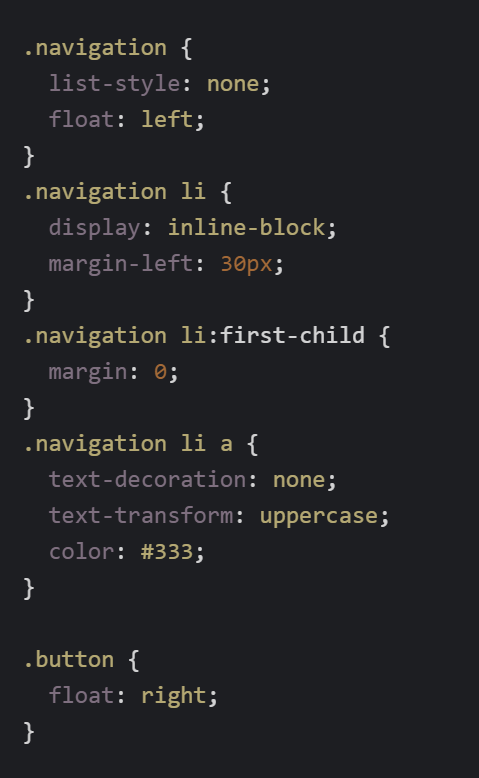 .navigation {
  list-style: none;
  float: left;
}
.navigation li {
  display: inline-block;
  margin-left: 30px;
}
.navigation li:first-child {
  margin: 0;
}
.navigation li a {
  text-decoration: none;
  text-transform: uppercase;
  color: #333;
}

.button {
  float: right;
}